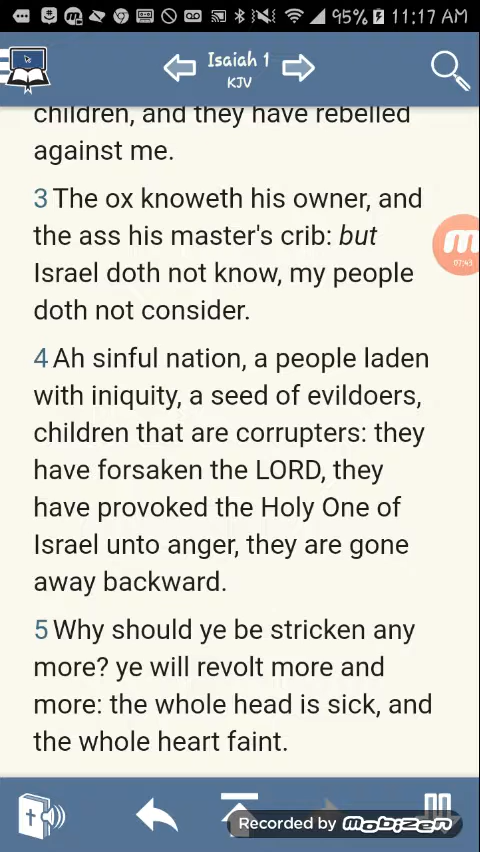 95% 11:17 AM
Isaiah 1
KJV
children, and they have rebelled
against me.
3 The ox knoweth his owner, and
the ass his master's crib: but
Israel doth not know, my people
doth not consider.
4 Ah sinful nation, a people laden
with iniquity, a seed of evildoers,
children that are corrupters: they
have forsaken the LORD, they
have provoked the Holy One of
Israel unto anger, they are gone
away backward.
5 Why should ye be stricken any
more? ye will revolt more and
more: the whole head is sick, and
the whole heart faint.
Recorded by mobizen